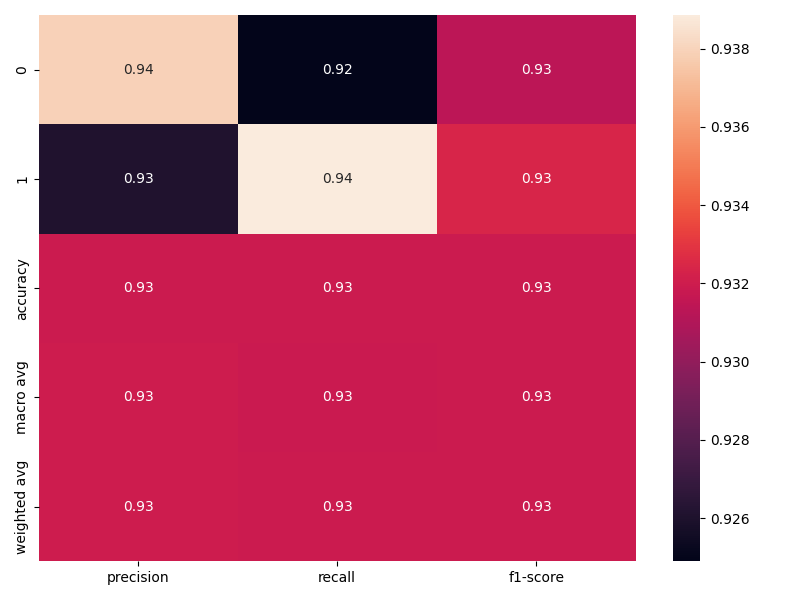 0 0.94 0.92 0.93
1 0.93 0.94 0.93
accuracy 0.93 0.93 0.93
macro avg 0.93 0.93 0.93
weighted avg 0.93 0.93 0.93
precision recall f1-score
0.938
0.936
0.934
0.932
0.930
0.928
0.926